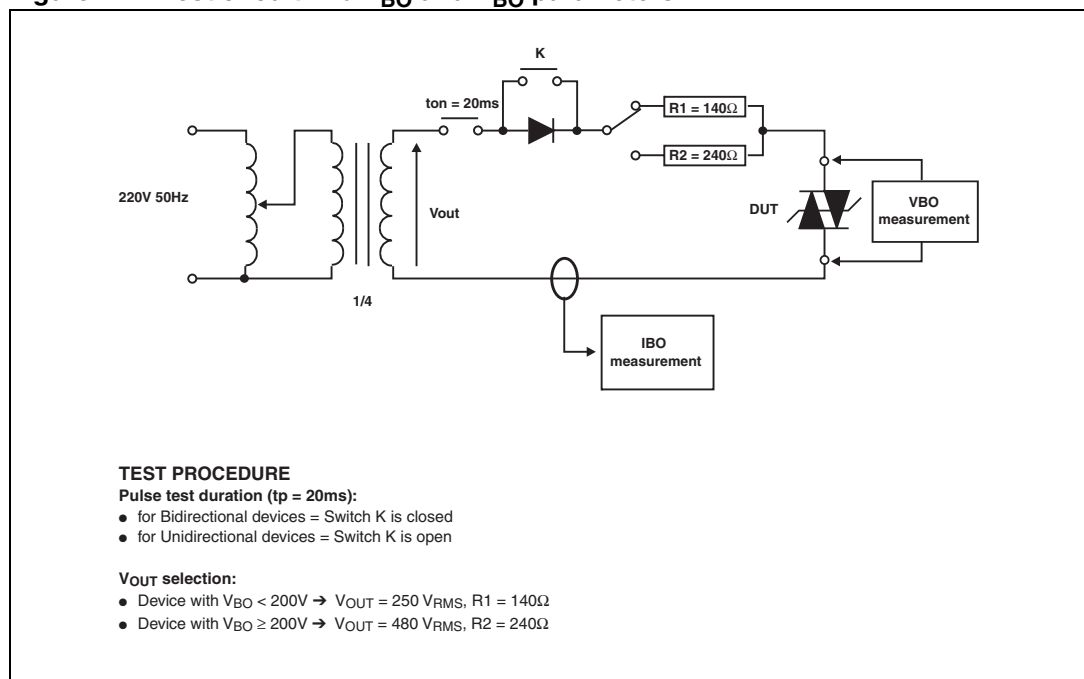 K
ton = 20ms
R1 = 140Ω
R2 = 240Ω
220V 50Hz
Vout
DUT
VBO
measurement
1/4
IBO
measurement
TEST PROCEDURE
Pulse test duration (tp = 20ms):
● for Bidirectional devices = Switch K is closed
● for Unidirectional devices = Switch K is open
VOUT selection:
● Device with VBO < 200V ➔ VOUT = 250 VRMS, R1 = 140Ω
● Device with VBO ≥ 200V ➔ VOUT = 480 VRMS, R2 = 240Ω